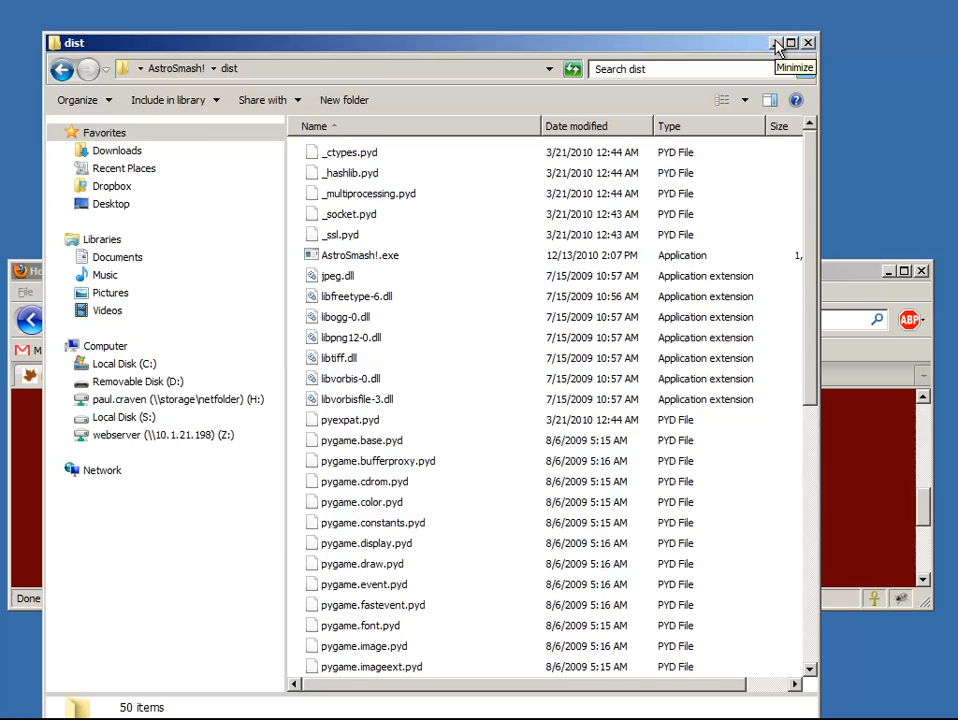 dist
AstroSmash! dist
Search dist
Minimize
Organize Include in library Share with New folder
Name Date modified Type Size
Favorites
Downloads
Recent Places
Dropbox
Desktop
Libraries
Documents
Music
Pictures
Videos
Computer
Local Disk (C:)
Removable Disk (D:)
paul.craven (\\storage\netfolder) (H:)
Local Disk (S:)
webserver (\\10.1.21.198) (Z:)
Network
_ctypes.pyd 3/21/2010 12:44 AM PYD File
_hashlib.pyd 3/21/2010 12:44 AM PYD File
_multiprocessing.pyd 3/21/2010 12:44 AM PYD File
_socket.pyd 3/21/2010 12:43 AM PYD File
_ssl.pyd 3/21/2010 12:43 AM PYD File
AstroSmash!.exe 12/13/2010 2:07 PM Application 1,
jpeg.dll 7/15/2009 10:57 AM Application extension
libfreetype-6.dll 7/15/2009 10:56 AM Application extension
libogg-0.dll 7/15/2009 10:57 AM Application extension
libpng12-0.dll 7/15/2009 10:57 AM Application extension
libtiff.dll 7/15/2009 10:57 AM Application extension
libvorbis-0.dll 7/15/2009 10:57 AM Application extension
libvorbisfile-3.dll 7/15/2009 10:57 AM Application extension
pyexpat.pyd 3/21/2010 12:44 AM PYD File
pygame.base.pyd 8/6/2009 5:15 AM PYD File
pygame.bufferproxy.pyd 8/6/2009 5:16 AM PYD File
pygame.cdrom.pyd 8/6/2009 5:15 AM PYD File
pygame.color.pyd 8/6/2009 5:15 AM PYD File
pygame.constants.pyd 8/6/2009 5:15 AM PYD File
pygame.display.pyd 8/6/2009 5:16 AM PYD File
pygame.draw.pyd 8/6/2009 5:16 AM PYD File
pygame.event.pyd 8/6/2009 5:16 AM PYD File
pygame.fastevent.pyd 8/6/2009 5:16 AM PYD File
pygame.font.pyd 8/6/2009 5:15 AM PYD File
pygame.image.pyd 8/6/2009 5:16 AM PYD File
pygame.imageext.pyd 8/6/2009 5:15 AM PYD File
50 items
Ho
File
ABP
M
Done